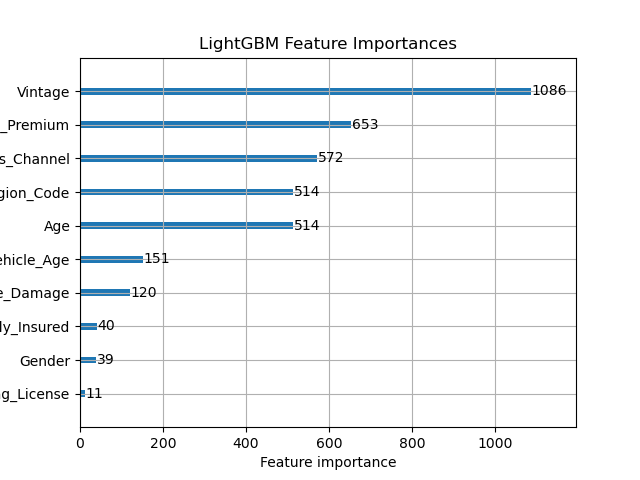 LightGBM Feature Importances
Vintage 1086
_Premium 653
s_Channel 572
gion_Code 514
Age 514
ehicle_Age 151
e_Damage 120
ly_Insured 40
Gender 39
g_License 11
0 200 400 600 800 1000
Feature importance